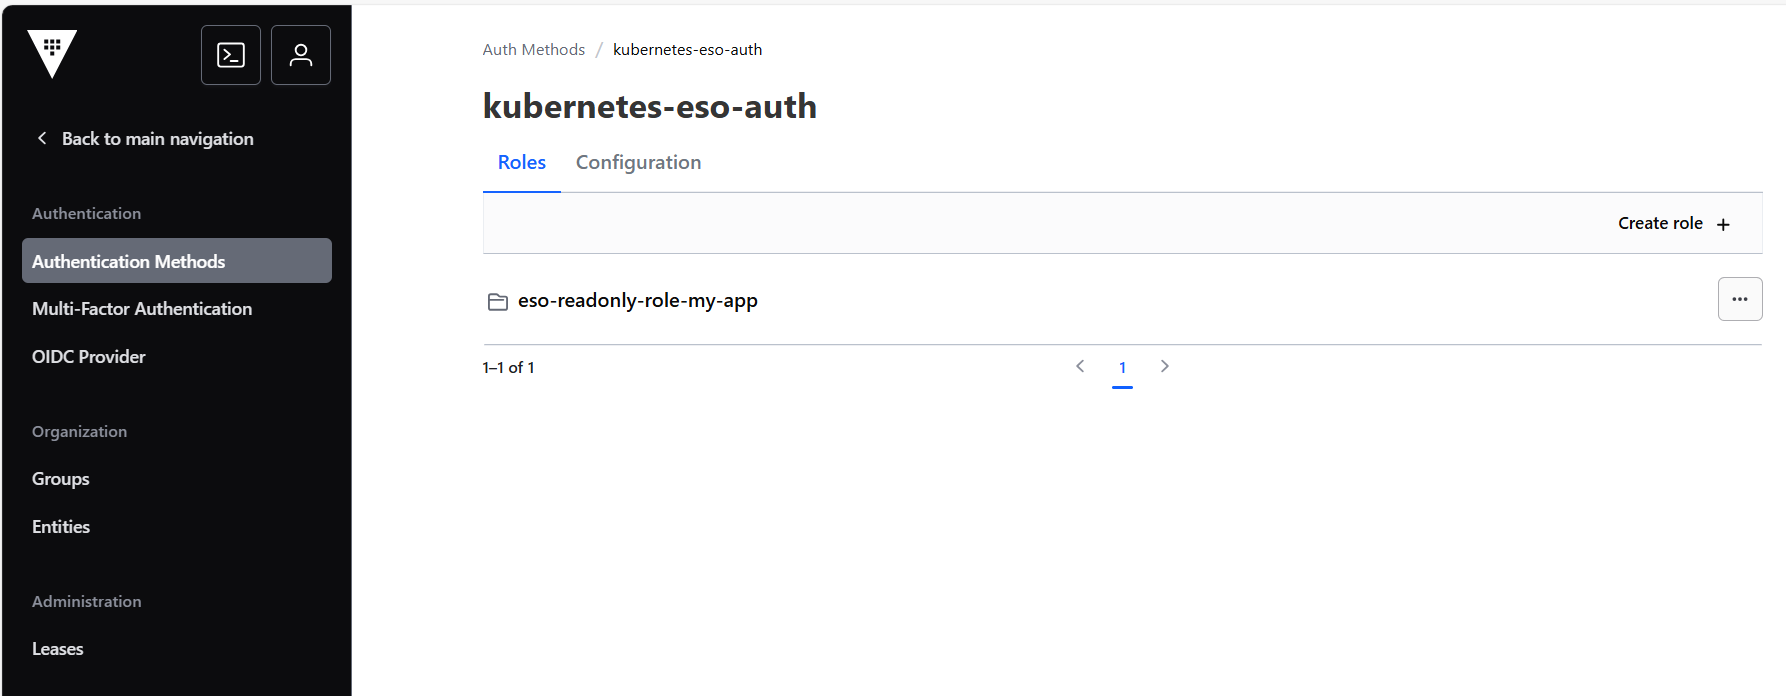 Back to main navigation
Authentication
Authentication Methods
Multi-Factor Authentication
OIDC Provider
Organization
Groups
Entities
Administration
Leases
Auth Methods / kubernetes-eso-auth
kubernetes-eso-auth
Roles Configuration
Create role +
eso-readonly-role-my-app
1–1 of 1
1